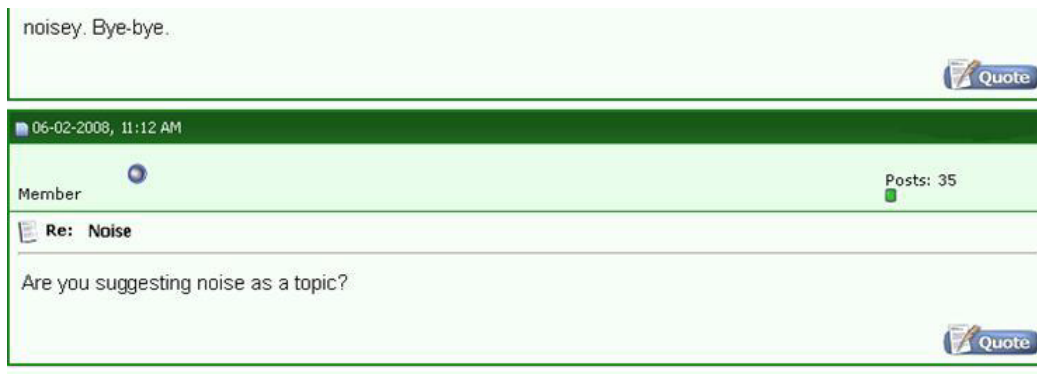 noisey. Bye-bye.
Quote
06-02-2008, 11:12 AM
Member
Posts: 35
Re: Noise
Are you suggesting noise as a topic?
Quote